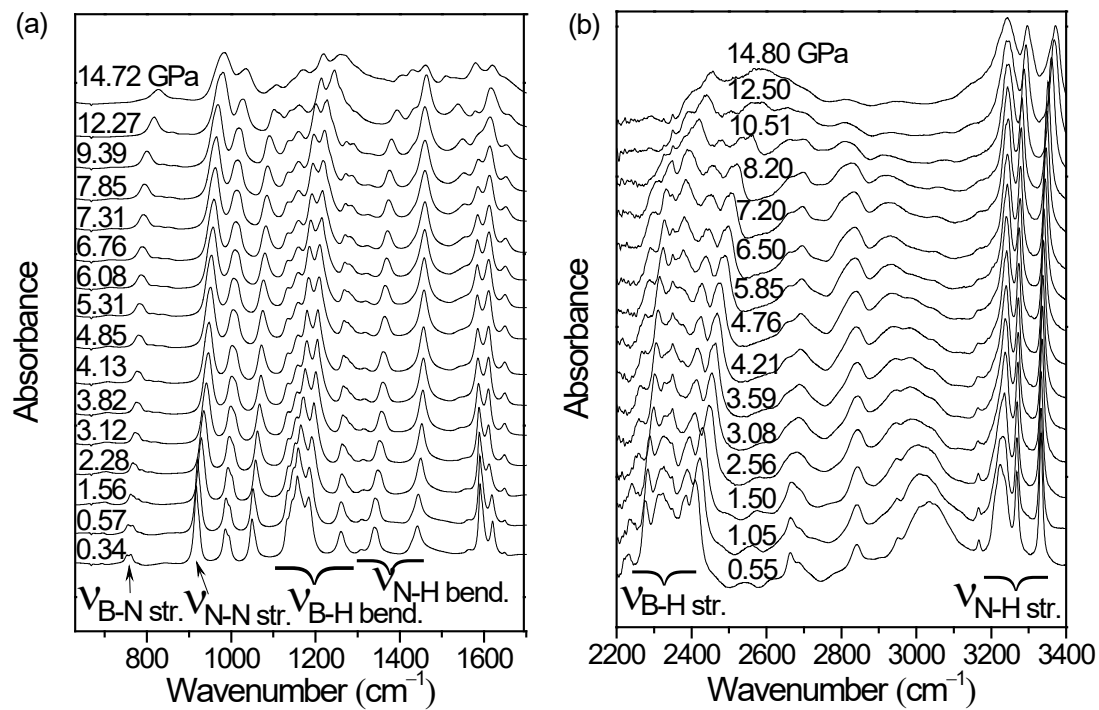 (a)
Absorbance
14.72 GPa
12.27
9.39
7.85
7.31
6.76
6.08
5.31
4.85
4.13
3.82
3.12
2.28
1.56
0.57
0.34
νB-N str.
νN-N str.
νB-H bend.
νN-H bend.
800 1000 1200 1400 1600
Wavenumber (cm−1)
(b)
Absorbance
14.80 GPa
12.50
10.51
8.20
7.20
6.50
5.85
4.76
4.21
3.59
3.08
2.56
1.50
1.05
0.55
νB-H str.
νN-H str.
2200 2400 2600 2800 3000 3200 3400
Wavenumber (cm−1)